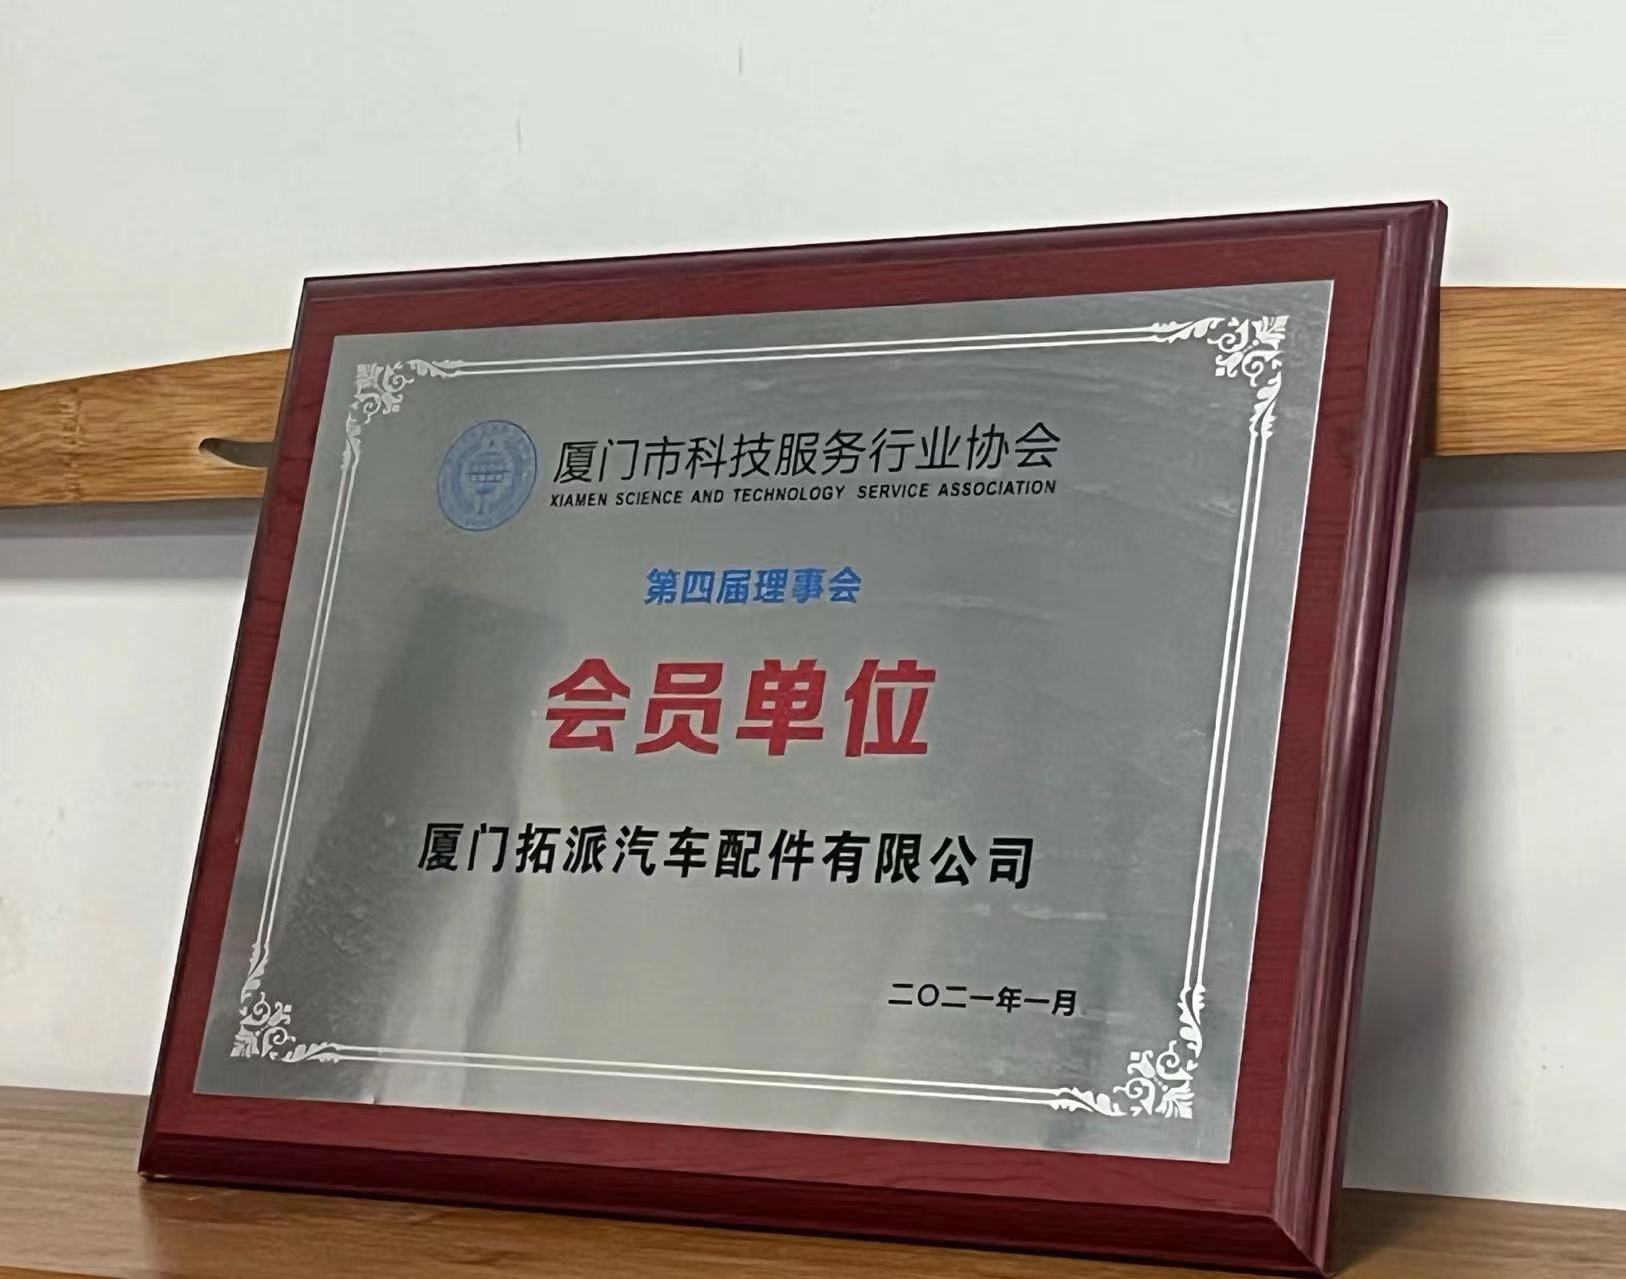 厦门市科技服务行业协会
XIAMEN SCIENCE AND TECHNOLOGY SERVICE ASSOCIATION
第四届理事会
会员单位
厦门拓派汽车配件有限公司
二〇二一年一月